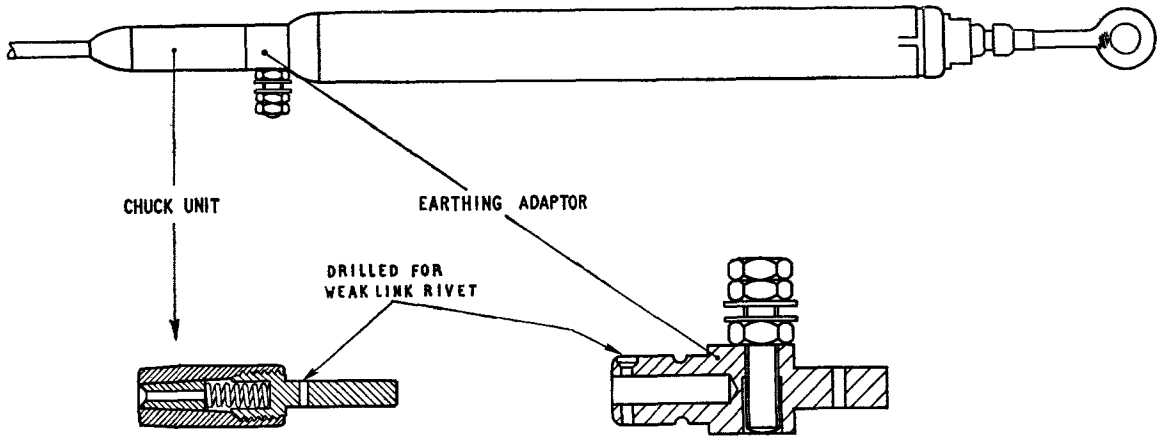 CHUCK UNIT
EARTHING ADAPTOR
DRILLED FOR
WEAK LINK RIVET